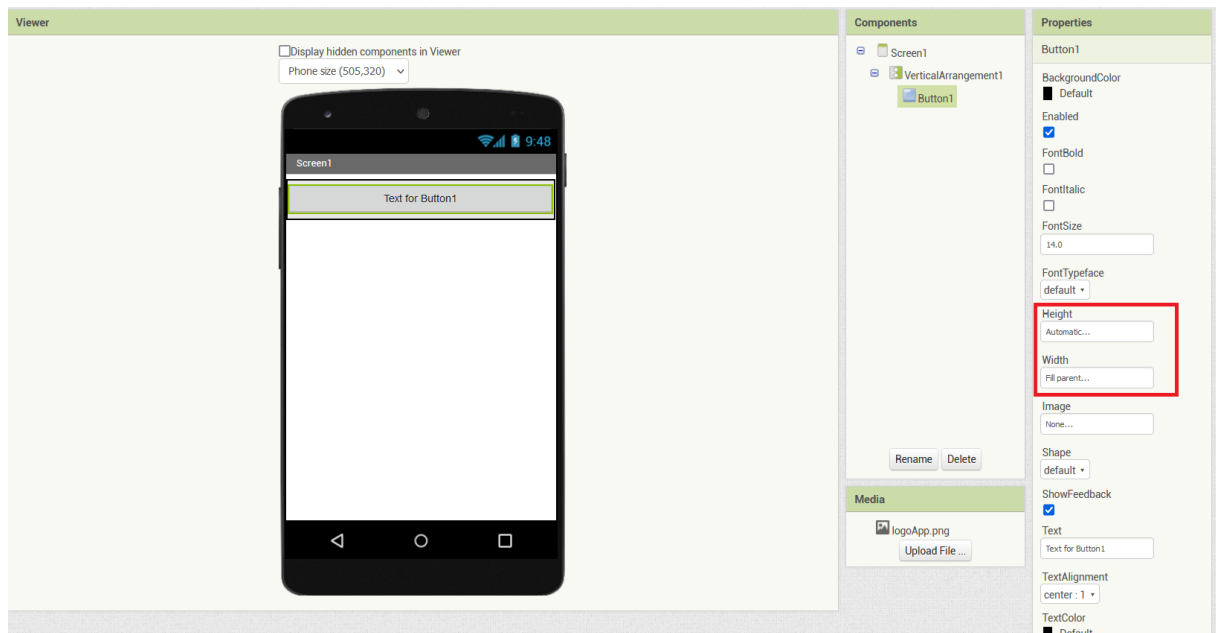 Viewer
Display hidden components in Viewer
Phone size (505,320)
9:48
Screen1
Text for Button1
Components
Screen1
VerticalArrangement1
Button1
Rename
Delete
Media
logoApp.png
Upload File ...
Properties
Button1
BackgroundColor
Default
Enabled
FontBold
FontItalic
FontSize
14.0
FontTypeface
default
Height
Automatic...
Width
Fill parent...
Image
None...
Shape
default
ShowFeedback
Text
Text for Button1
TextAlignment
center : 1
TextColor
Default